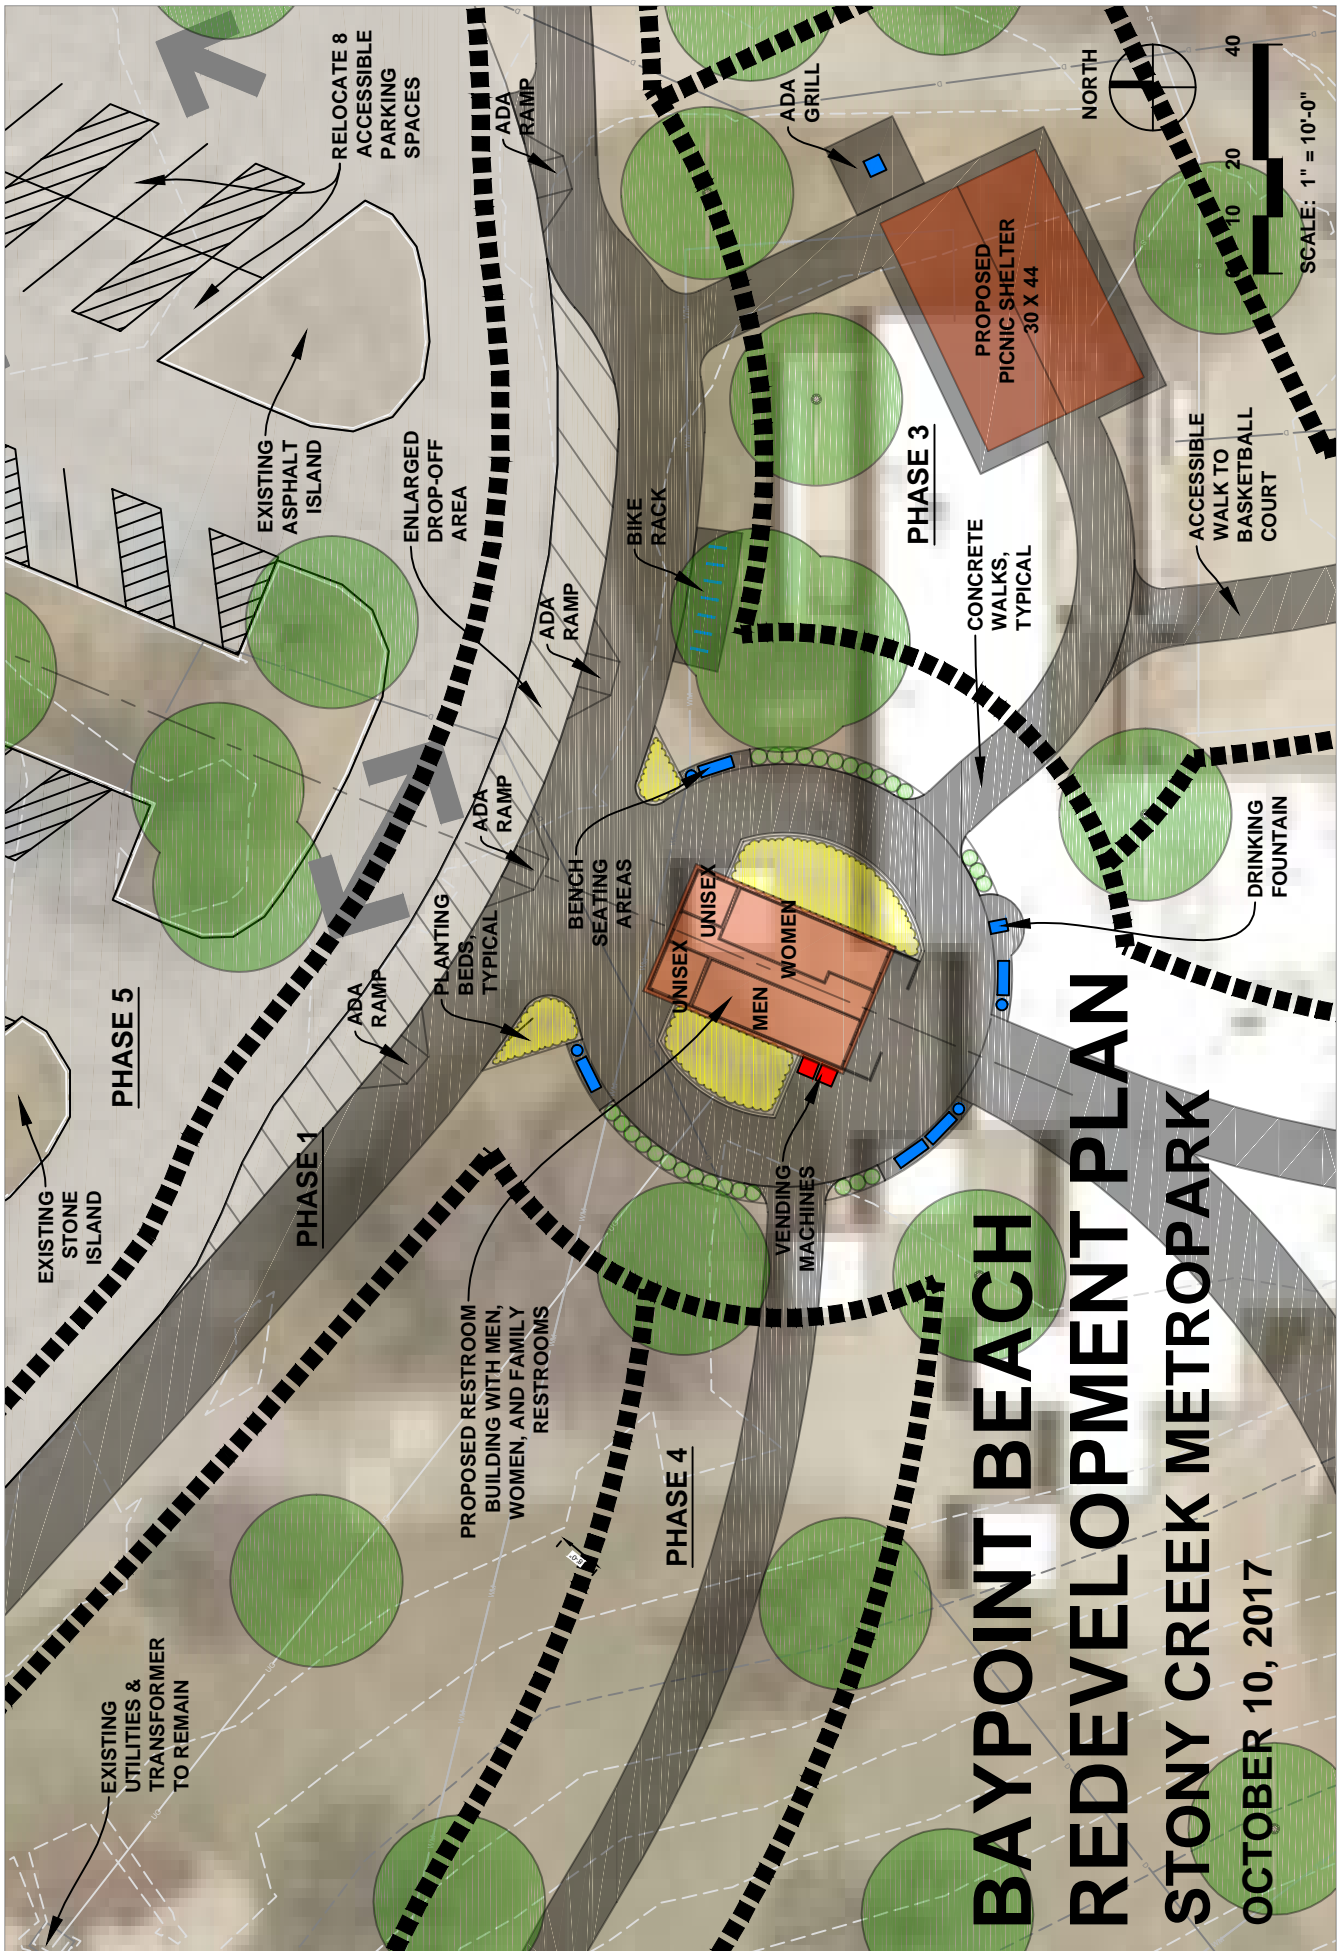 EXISTING
STONE
ISLAND
PHASE 5
EXISTING
ASPHALT
ISLAND
RELOCATE 8
ACCESSIBLE
PARKING
SPACES
EXISTING
UTILITIES &
TRANSFORMER
TO REMAIN
PHASE 1
ADA
RAMP
PLANTING
BEDS,
TYPICAL
ADA
RAMP
ENLARGED
DROP-OFF
AREA
ADA
RAMP
ADA
RAMP
BENCH
SEATING
AREAS
BIKE
RACK
PROPOSED RESTROOM
BUILDING WITH MEN,
WOMEN, AND FAMILY
RESTROOMS
UNISEX
UNISEX
MEN
WOMEN
VENDING
MACHINES
PHASE 4
8'-0"
ADA
GRILL
PHASE 3
PROPOSED
PICNIC SHELTER
30 X 44
CONCRETE
WALKS,
TYPICAL
ACCESSIBLE
WALK TO
BASKETBALL
COURT
DRINKING
FOUNTAIN
NORTH
0 10 20 40
SCALE: 1" = 10'-0"
BAYPOINT BEACH
REDEVELOPMENT PLAN
STONY CREEK METROPARK
OCTOBER 10, 2017